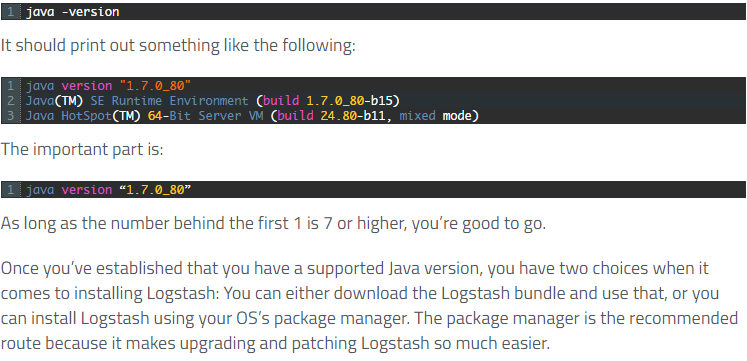 1 java -version
It should print out something like the following:
1 java version "1.7.0_80"
2 Java(TM) SE Runtime Environment (build 1.7.0_80-b15)
3 Java HotSpot(TM) 64-Bit Server VM (build 24.80-b11, mixed mode)
The important part is:
1 java version “1.7.0_80”
As long as the number behind the first 1 is 7 or higher, you’re good to go.
Once you’ve established that you have a supported Java version, you have two choices when it
comes to installing Logstash: You can either download the Logstash bundle and use that, or you
can install Logstash using your OS’s package manager. The package manager is the recommended
route because it makes upgrading and patching Logstash so much easier.